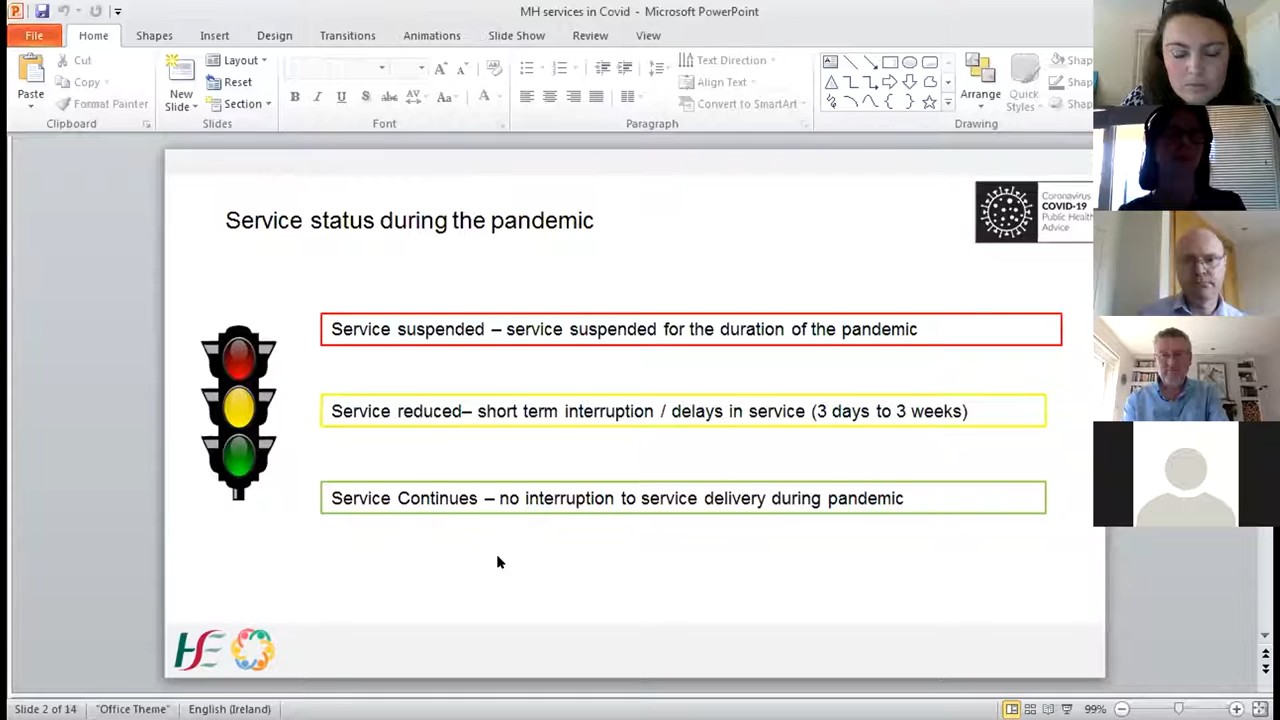 MH services in Covid - Microsoft PowerPoint
File Home Shapes Insert Design Transitions Animations Slide Show Review View
Cut
Copy
Format Painter
Paste
Clipboard
New
Slide
Layout
Reset
Section
Slides
Font
Text Direction
Align Text
Convert to SmartArt
Paragraph
Arrange
Quick
Styles
Drawing
Service status during the pandemic
Coronavirus
COVID-19
Public Health
Advice
Service suspended – service suspended for the duration of the pandemic
Service reduced– short term interruption / delays in service (3 days to 3 weeks)
Service Continues – no interruption to service delivery during pandemic
HSE
Slide 2 of 14 "Office Theme" English (Ireland) 99%